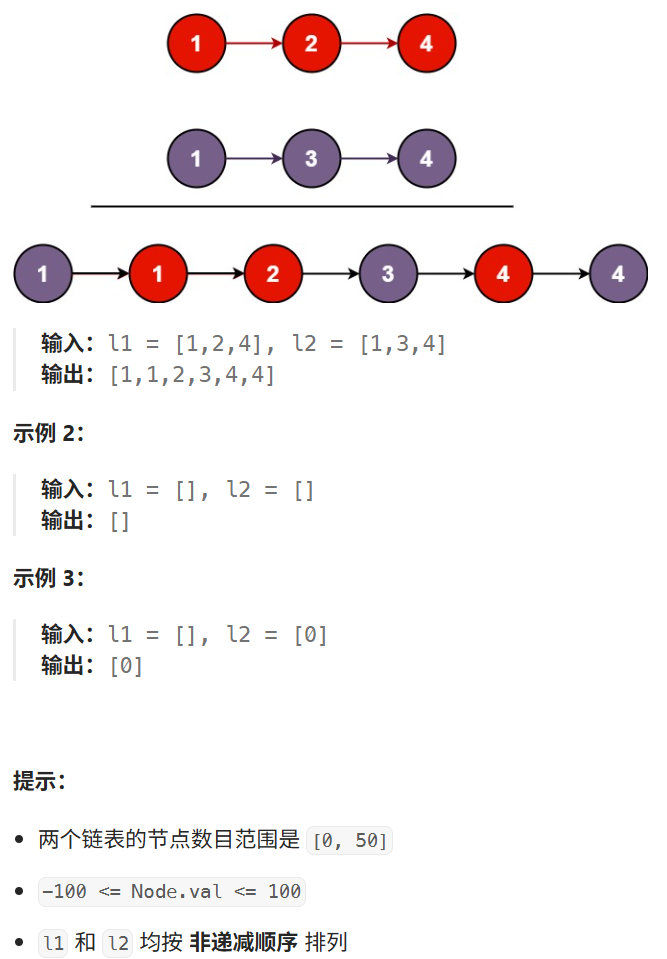 1 2 4
1 3 4
1 1 2 3 4 4
输入：l1 = [1,2,4], l2 = [1,3,4]
输出：[1,1,2,3,4,4]
示例 2：
输入：l1 = [], l2 = []
输出：[]
示例 3：
输入：l1 = [], l2 = [0]
输出：[0]
提示：
• 两个链表的节点数目范围是 [0, 50]
• -100 <= Node.val <= 100
• l1 和 l2 均按 非递减顺序 排列